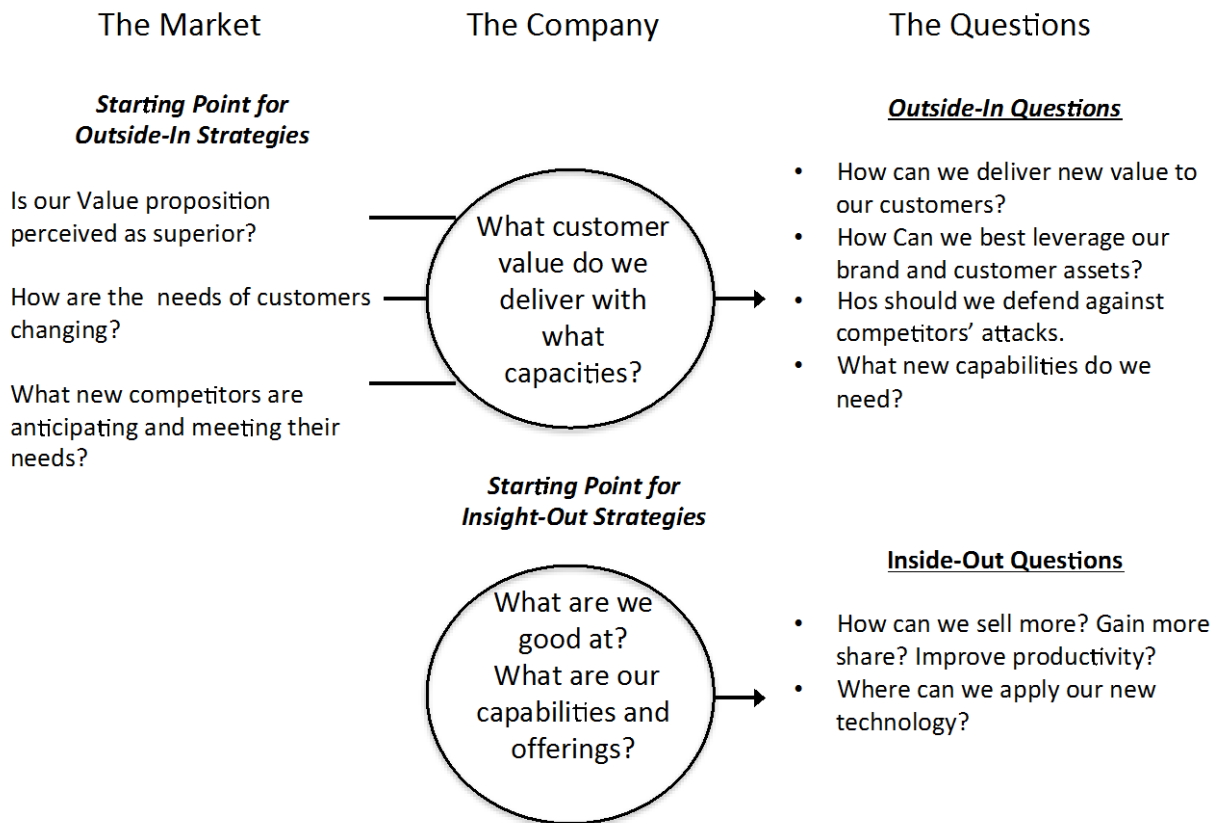 The Market
The Company
The Questions
Starting Point for
Outside-In Strategies
Is our Value proposition
perceived as superior?
How are the  needs of customers
changing?
What new competitors are
anticipating and meeting their
needs?
What customer
value do we
deliver with
what
capacities?
Outside-In Questions
• How can we deliver new value to
our customers?
• How Can we best leverage our
brand and customer assets?
• Hos should we defend against
competitors’ attacks.
• What new capabilities do we
need?
Starting Point for
Insight-Out Strategies
What are we
good at?
What are our
capabilities and
offerings?
Inside-Out Questions
• How can we sell more? Gain more
share? Improve productivity?
• Where can we apply our new
technology?